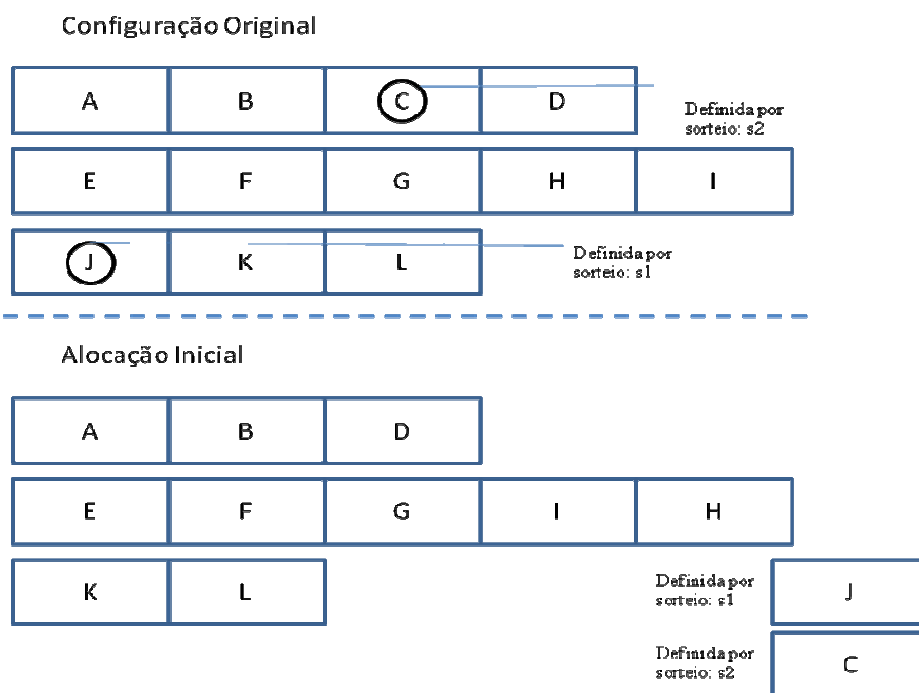 Configuração Original
A B C D
Definida por
sorteio: s2
E F G H I
J K L
Definida por
sorteio: s1
Alocação Inicial
A B D
E F G I H
K L
Definida por
sorteio: s1
J
Definida por
sorteio: s2
C